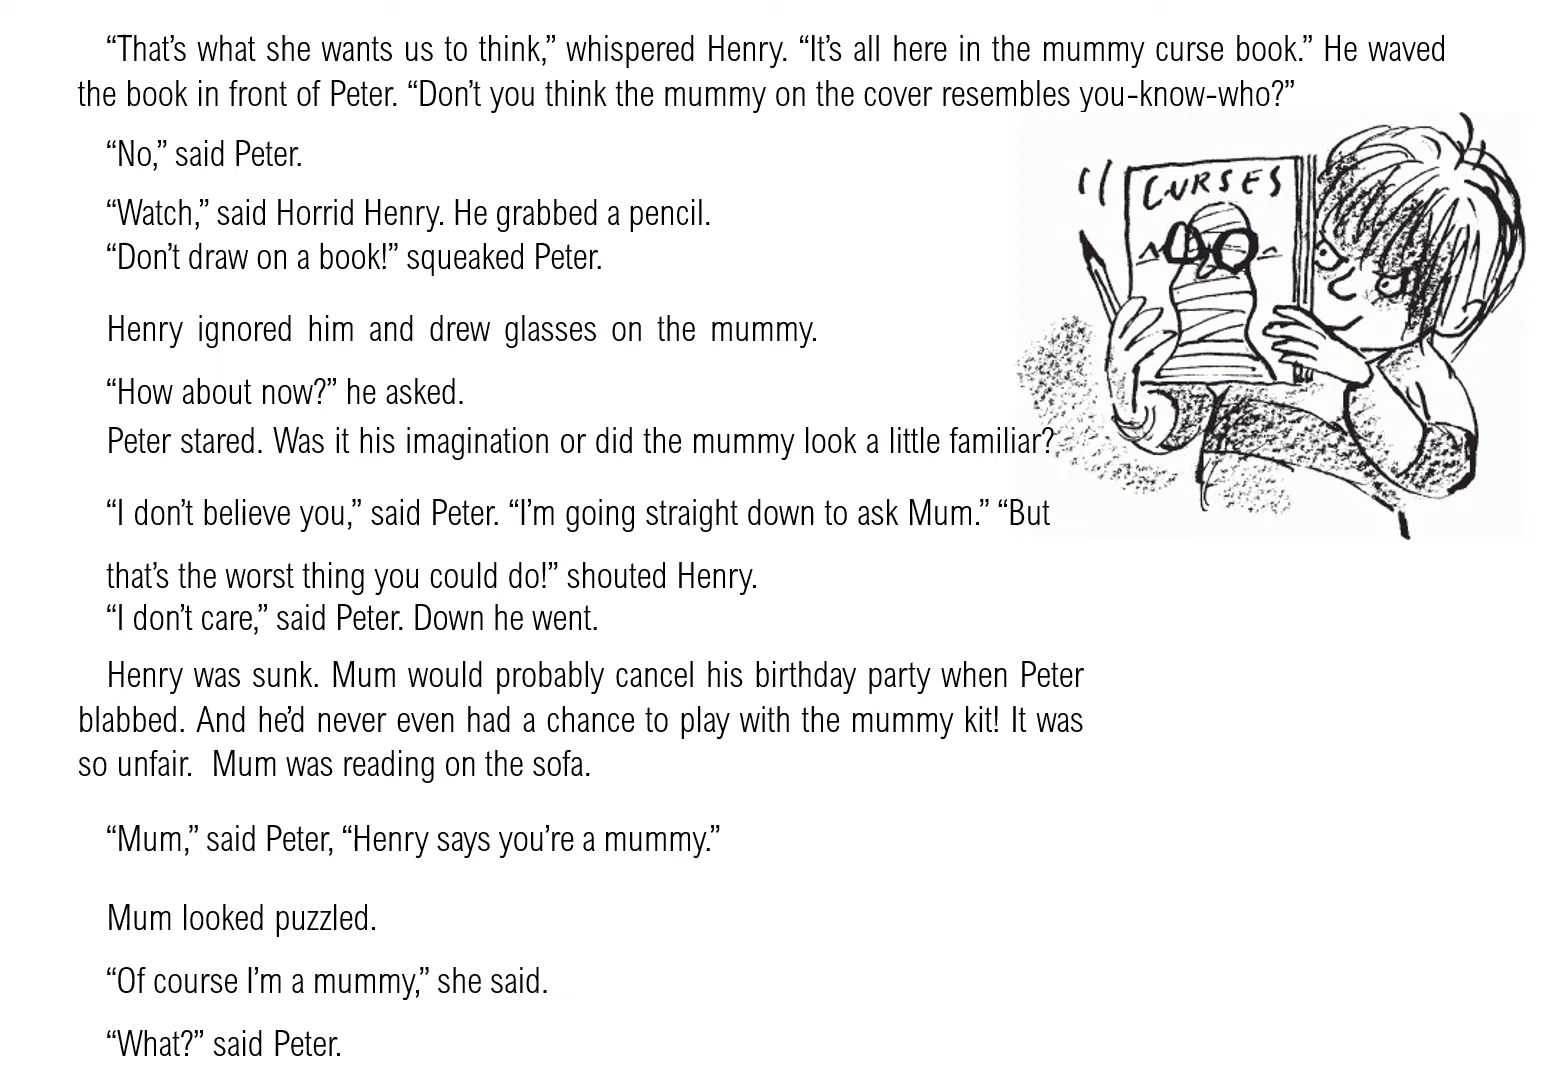 “That’s what she wants us to think,” whispered Henry. “It’s all here in the mummy curse book.” He waved
the book in front of Peter. “Don’t you think the mummy on the cover resembles you-know-who?”
“No,” said Peter.
CURSES
“Watch,” said Horrid Henry. He grabbed a pencil.
“Don’t draw on a book!” squeaked Peter.
Henry ignored him and drew glasses on the mummy.
“How about now?” he asked.
Peter stared. Was it his imagination or did the mummy look a little familiar?
“I don’t believe you,” said Peter. “I’m going straight down to ask Mum.” “But
that’s the worst thing you could do!” shouted Henry.
“I don’t care,” said Peter. Down he went.
Henry was sunk. Mum would probably cancel his birthday party when Peter
blabbed. And he’d never even had a chance to play with the mummy kit! It was
so unfair.  Mum was reading on the sofa.
“Mum,” said Peter, “Henry says you’re a mummy.”
Mum looked puzzled.
“Of course I’m a mummy,” she said.
“What?” said Peter.